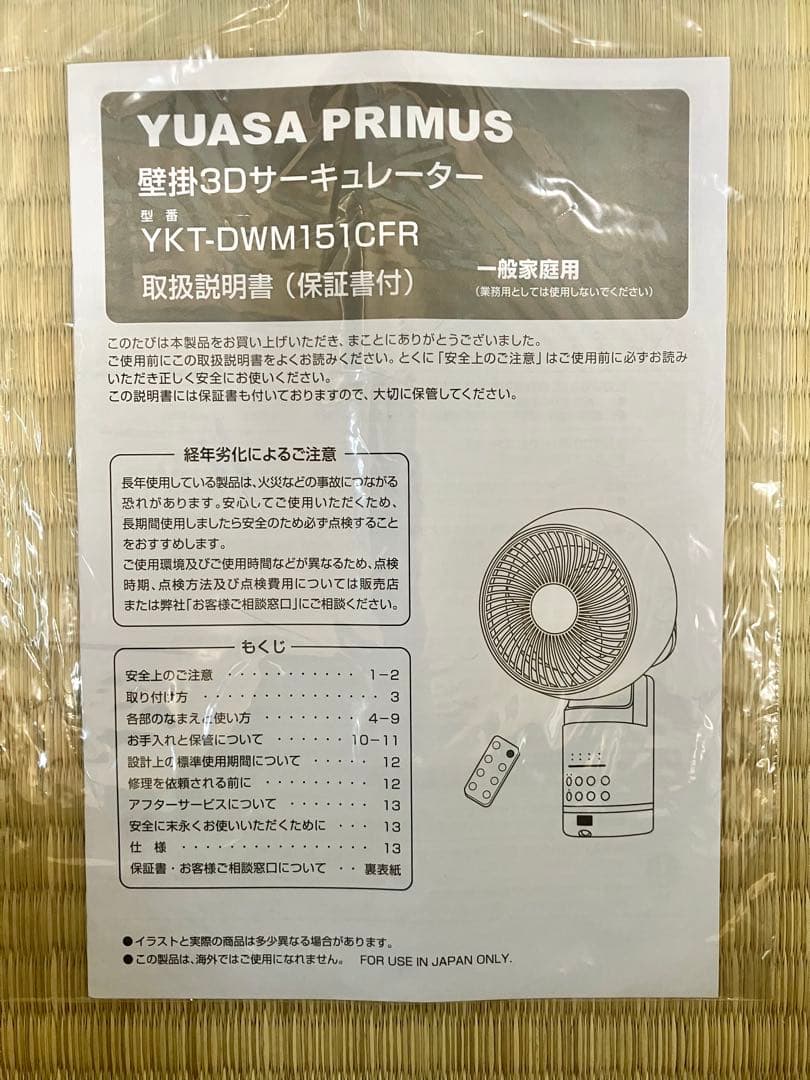 YUASA PRIMUS
壁掛3Dサーキュレーター
型番
YKT-DWM151CFR
取扱説明書（保証書付）
一般家庭用
（業務用としては使用しないでください）
このたびは本製品をお買い上げいただき、まことにありがとうございました。
ご使用前にこの取扱説明書をよくお読みください。とくに「安全上のご注意」はご使用前に必ずお読み
いただき正しく安全にお使いください。
この説明書には保証書も付いておりますので、大切に保管してください。
経年劣化によるご注意
長年使用している製品は、火災などの事故につながる
恐れがあります。安心してご使用いただくため、
長期間使用しましたら安全のため必ず点検すること
をおすすめします。
ご使用環境及びご使用時間などが異なるため、点検
時期、点検方法及び点検費用については販売店
または弊社「お客様ご相談窓口」にご相談ください。
もくじ
安全上のご注意 ・・・・・・・・・・・ 1−2
取り付け方 ・・・・・・・・・・・・・ 3
各部のなまえと使い方 ・・・・・・・・ 4−9
お手入れと保管について ・・・・・・ 10−11
設計上の標準使用期間について ・・・・・ 12
修理を依頼される前に ・・・・・・・・・ 12
アフターサービスについて ・・・・・・・ 13
安全に末永くお使いいただくために ・・・ 13
仕 様 ・・・・・・・・・・・・・・・・ 13
保証書・お客様ご相談窓口について ・・ 裏表紙
●イラストと実際の商品は多少異なる場合があります。
●この製品は、海外ではご使用になれません。 FOR USE IN JAPAN ONLY.